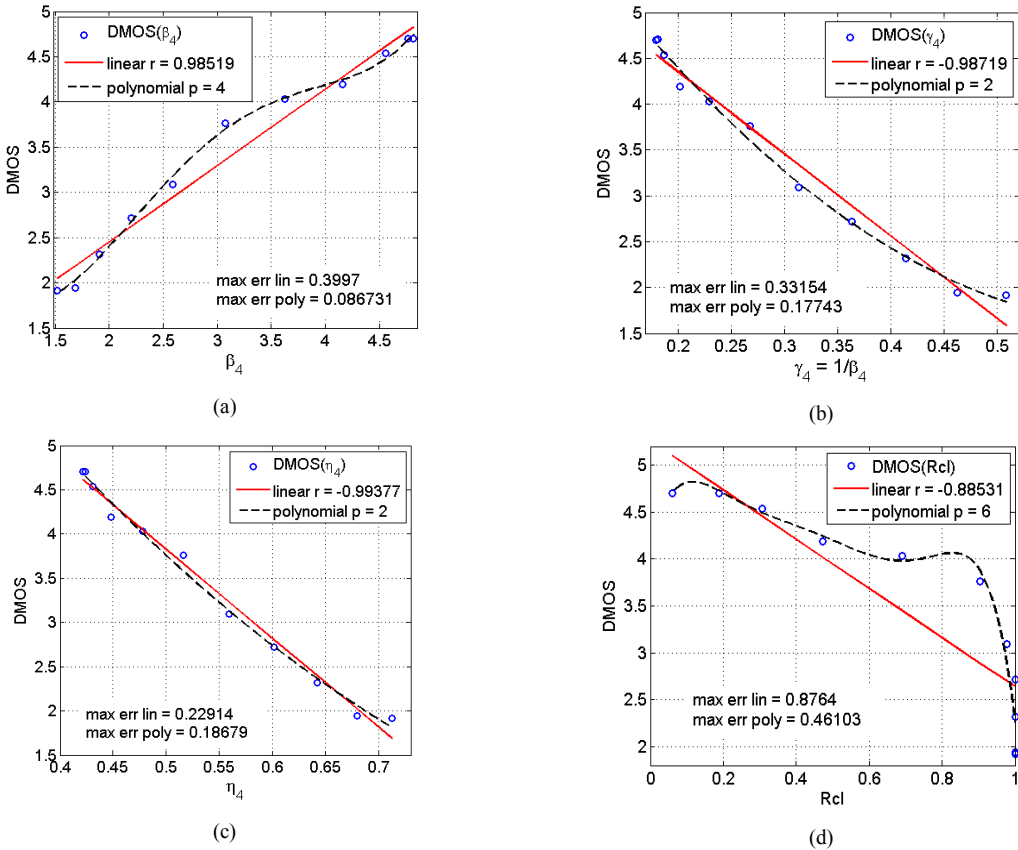 DMOS(β4)
linear r = 0.98519
polynomial p = 4
5
4.5
4
3.5
3
2.5
2
1.5
DMOS
max err lin = 0.3997
max err poly = 0.086731
1.5 2 2.5 3 3.5 4 4.5
β4
(a)
DMOS(γ4)
linear r = -0.98719
polynomial p = 2
5
4.5
4
3.5
3
2.5
2
1.5
DMOS
max err lin = 0.33154
max err poly = 0.17743
0.2 0.25 0.3 0.35 0.4 0.45 0.5
γ4 = 1/β4
(b)
DMOS(η4)
linear r = -0.99377
polynomial p = 2
5
4.5
4
3.5
3
2.5
2
1.5
DMOS
max err lin = 0.22914
max err poly = 0.18679
0.4 0.45 0.5 0.55 0.6 0.65 0.7
η4
(c)
DMOS(Rcl)
linear r = -0.88531
polynomial p = 6
5
4.5
4
3.5
3
2.5
2
DMOS
max err lin = 0.8764
max err poly = 0.46103
0 0.2 0.4 0.6 0.8 1
Rcl
(d)